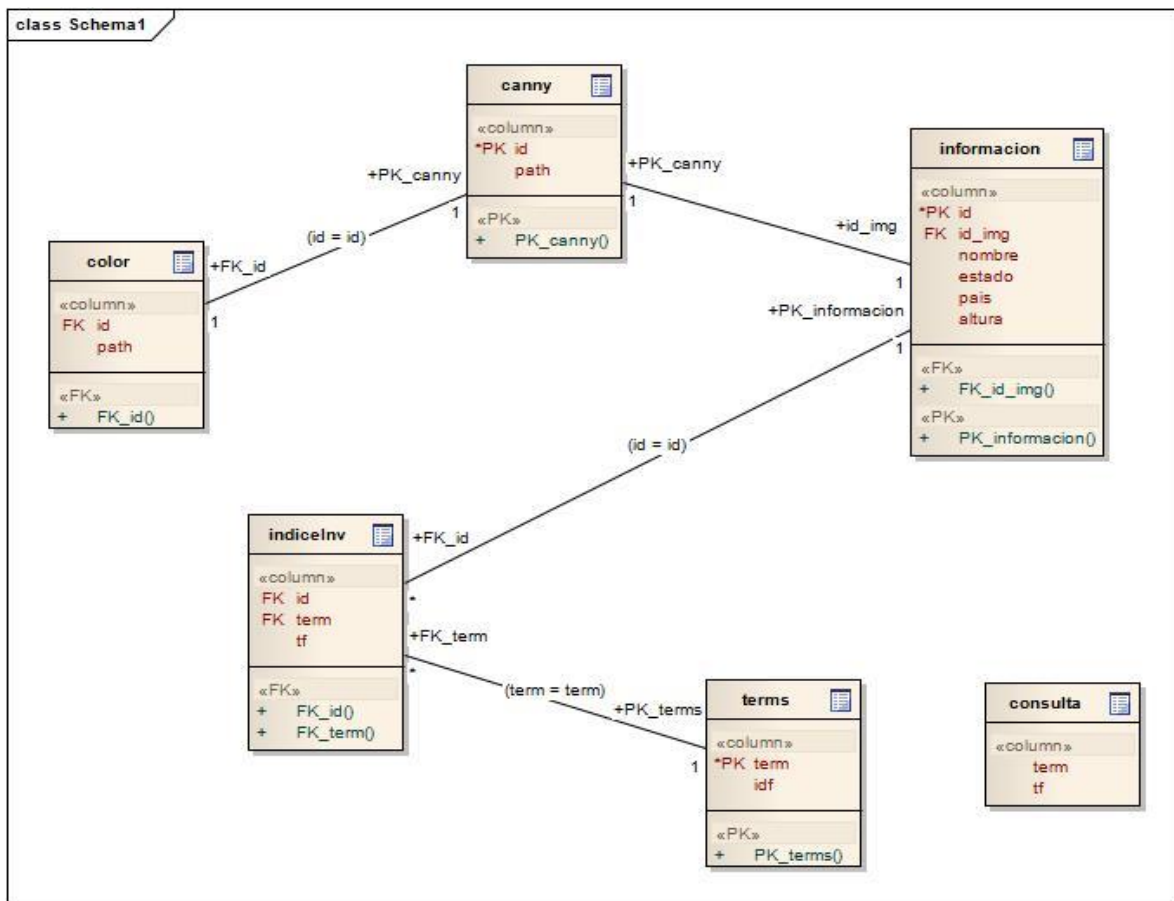 class Schema1
canny
«column»
*PK id
path
«PK»
+ PK_canny()
informacion
«column»
*PK id
FK id_img
nombre
estado
pais
altura
«FK»
+ FK_id_img()
«PK»
+ PK_informacion()
color
«column»
FK id
path
«FK»
+ FK_id()
+PK_canny
1
(id = id)
+FK_id
1
+PK_canny
1
+id_img
1
+PK_informacion
1
(id = id)
+FK_id
*
indiceInv
«column»
FK id
FK term
tf
«FK»
+ FK_id()
+ FK_term()
+FK_term
*
(term = term)
+PK_terms
1
terms
«column»
*PK term
idf
«PK»
+ PK_terms()
consulta
«column»
term
tf